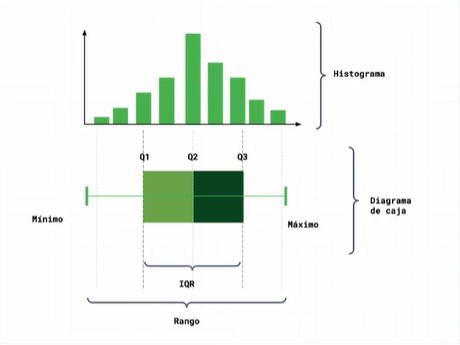 Histograma
Q1 Q2 Q3
Mínimo
Máximo
Diagrama
de caja
IQR
Rango